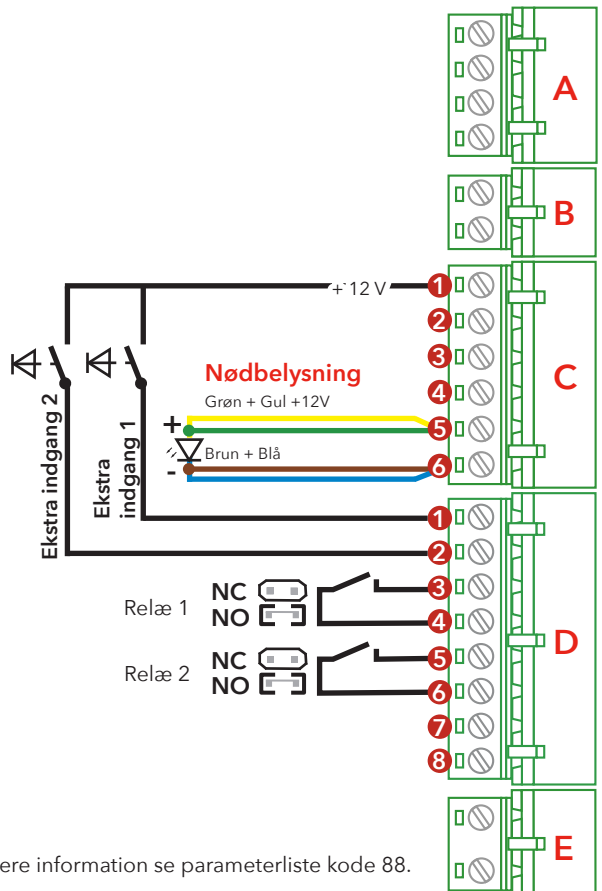 A
B
+ 12 V
1
2
3
4
5
6
C
Nødbelysning
Grøn + Gul +12V
+
Brun + Blå
-
Ekstra indgang 2
Ekstra
indgang 1
1
2
3
4
5
6
7
8
D
Relæ 1
NC
NO
Relæ 2
NC
NO
E
ere information se parameterliste kode 88.